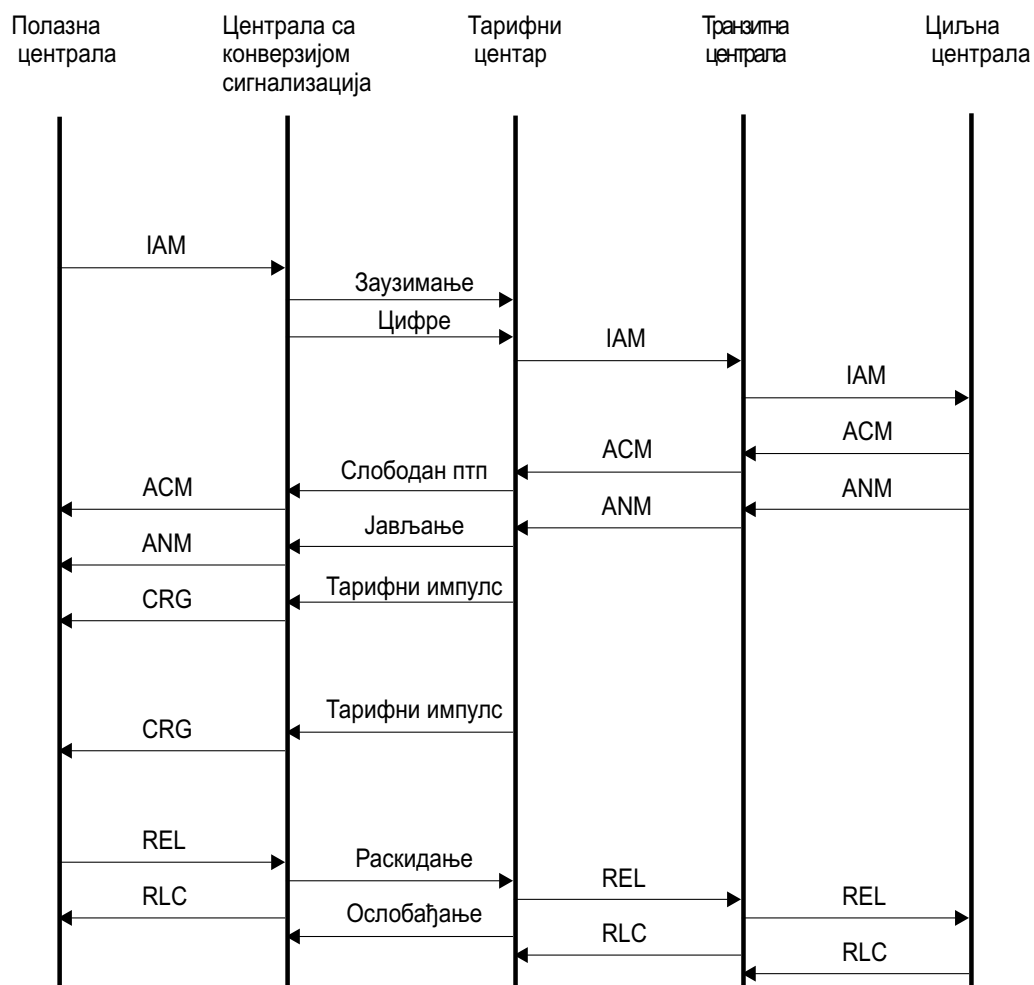 Полазна
централа
Централа са
конверзијом
сигнализација
Тарифни
центар
Транзитна
централа
Циљна
централа
IAM
Заузимање
Цифре
IAM
IAM
ACM
ACM
Слободан птп
ACM
ANM
ANM
Јављање
ANM
Тарифни импулс
CRG
Тарифни импулс
CRG
REL
Раскидање
REL
REL
RLC
Ослобађање
RLC
RLC